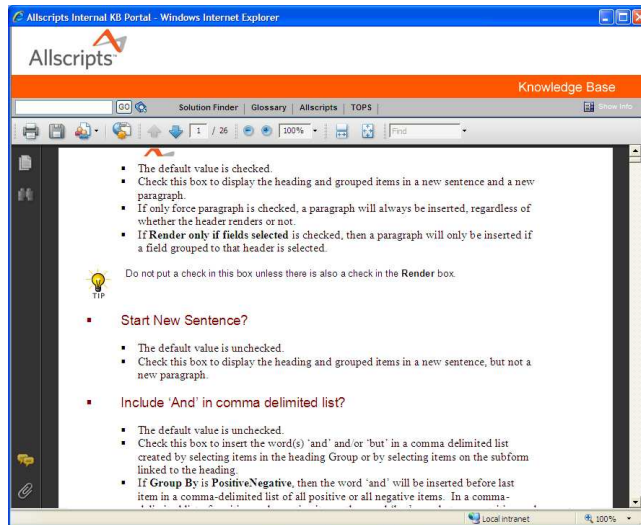 Allscripts Internal KB Portal - Windows Internet Explorer
Allscripts™
Knowledge Base
GO Solution Finder | Glossary | Allscripts | TOPS | Show Info
1 / 26 100% Find
▪ The default value is checked.
▪ Check this box to display the heading and grouped items in a new sentence and a new
paragraph.
▪ If only force paragraph is checked, a paragraph will always be inserted, regardless of
whether the header renders or not.
▪ If Render only if fields selected is checked, then a paragraph will only be inserted if
a field grouped to that header is selected.
Do not put a check in this box unless there is also a check in the Render box.
TIP
▪ Start New Sentence?
▪ The default value is unchecked.
▪ Check this box to display the heading and grouped items in a new sentence, but not a
new paragraph.
▪ Include 'And' in comma delimited list?
▪ The default value is unchecked.
▪ Check this box to insert the word(s) 'and' and/or 'but' in a comma delimited list
created by selecting items in the heading Group or by selecting items on the subform
linked to the heading.
▪ If Group By is PositiveNegative, then the word 'and' will be inserted before last
item in a comma-delimited list of all positive or all negative items. In a comma-
Local intranet 100%